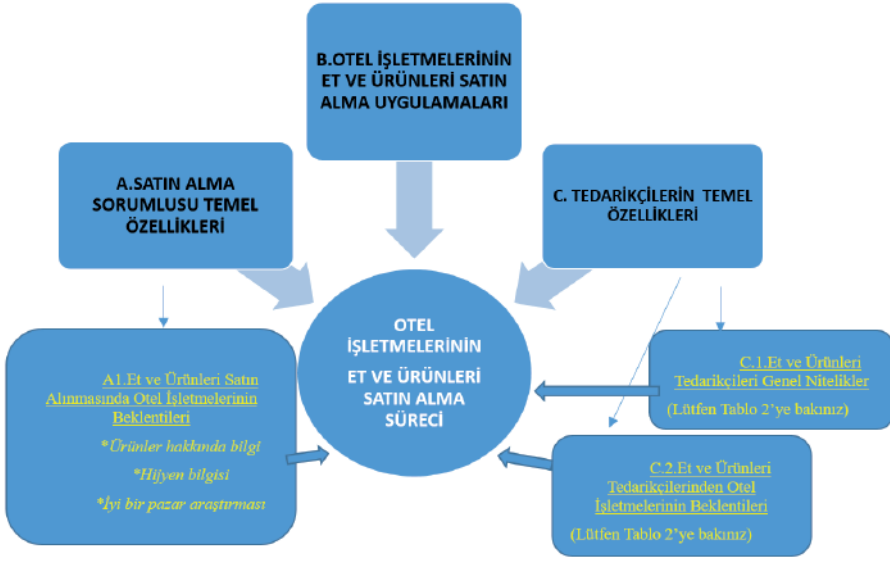 B.OTEL İŞLETMELERİNİN
ET VE ÜRÜNLERİ SATIN
ALMA UYGULAMALARI
A.SATIN ALMA
SORUMLUSU TEMEL
ÖZELLİKLERİ
C. TEDARİKÇİLERİN TEMEL
ÖZELLİKLERİ
OTEL
İŞLETMELERİNİN
ET VE ÜRÜNLERİ
SATIN ALMA
SÜRECİ
A1.Et ve Ürünleri Satın
Alınmasında Otel İşletmelerinin
Beklentileri
*Ürünler hakkında bilgi
*Hijyen bilgisi
*İyi bir pazar araştırması
C.1.Et ve Ürünleri
Tedarikçileri Genel Nitelikler
(Lütfen Tablo 2'ye bakınız)
C.2.Et ve Ürünleri
Tedarikçilerinden Otel
İşletmelerinin Beklentileri
(Lütfen Tablo 2'ye bakınız)